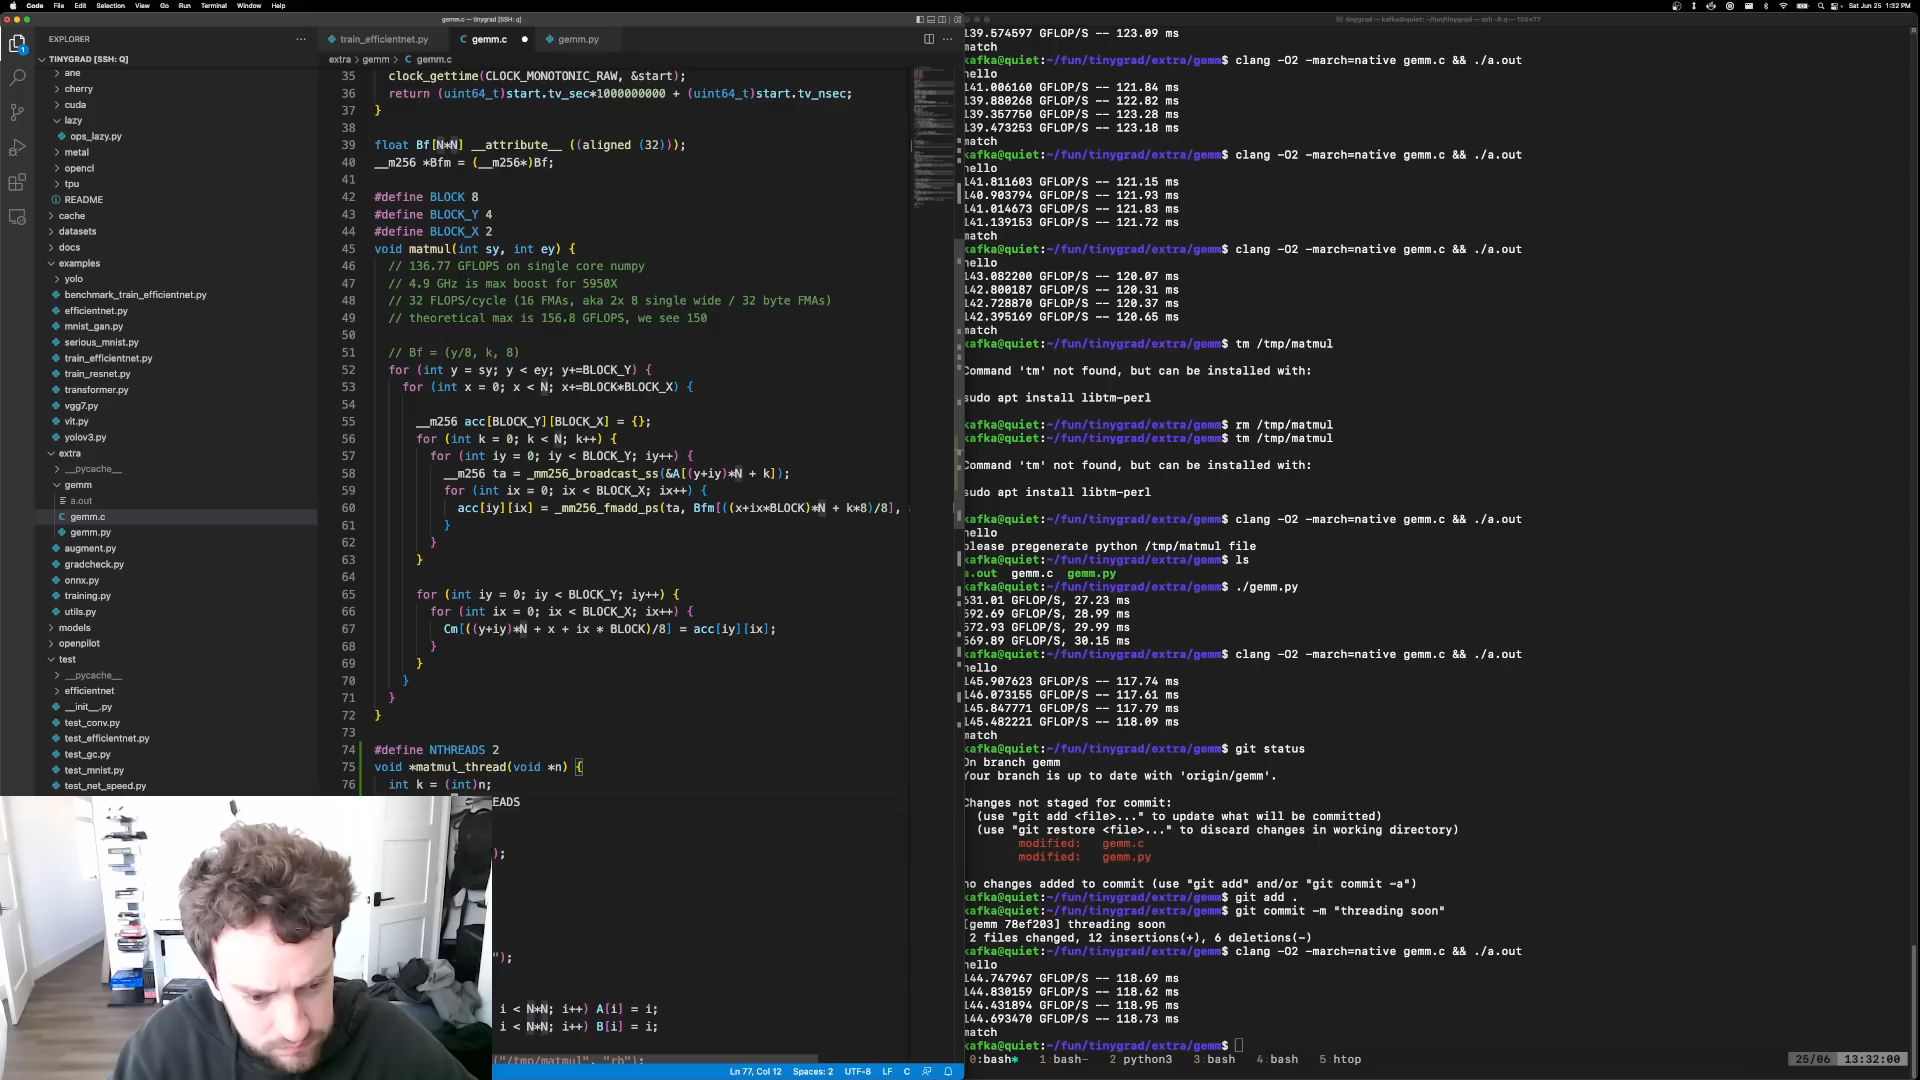 Code File Edit Selection View Go Run Terminal Window Help
Sat Jun 25 1:32 PM
gemm.c — tinygrad [SSH: q]
tinygrad — kafka@quiet: ~/fun/tinygrad — ssh -A q — 135×77
EXPLORER
TINYGRAD [SSH: Q]
ane
cherry
cuda
lazy
ops_lazy.py
metal
opencl
tpu
README
cache
datasets
docs
examples
yolo
benchmark_train_efficientnet.py
efficientnet.py
mnist_gan.py
serious_mnist.py
train_efficientnet.py
train_resnet.py
transformer.py
vgg7.py
vit.py
yolov3.py
extra
__pycache__
gemm
a.out
gemm.c
gemm.py
augment.py
gradcheck.py
onnx.py
training.py
utils.py
models
openpilot
test
__pycache__
efficientnet
__init__.py
test_conv.py
test_efficientnet.py
test_gc.py
test_mnist.py
test_net_speed.py
train_efficientnet.py gemm.c gemm.py
extra > gemm > gemm.c
35 clock_gettime(CLOCK_MONOTONIC_RAW, &start);
36 return (uint64_t)start.tv_sec*1000000000 + (uint64_t)start.tv_nsec;
37 }
38
39 float Bf[N*N] __attribute__ ((aligned (32)));
40 __m256 *Bfm = (__m256*)Bf;
41
42 #define BLOCK 8
43 #define BLOCK_Y 4
44 #define BLOCK_X 2
45 void matmul(int sy, int ey) {
46 // 136.77 GFLOPS on single core numpy
47 // 4.9 GHz is max boost for 5950X
48 // 32 FLOPS/cycle (16 FMAs, aka 2x 8 single wide / 32 byte FMAs)
49 // theoretical max is 156.8 GFLOPS, we see 150
50
51 // Bf = (y/8, k, 8)
52 for (int y = sy; y < ey; y+=BLOCK_Y) {
53 for (int x = 0; x < N; x+=BLOCK*BLOCK_X) {
54
55 __m256 acc[BLOCK_Y][BLOCK_X] = {};
56 for (int k = 0; k < N; k++) {
57 for (int iy = 0; iy < BLOCK_Y; iy++) {
58 __m256 ta = _mm256_broadcast_ss(&A[(y+iy)*N + k]);
59 for (int ix = 0; ix < BLOCK_X; ix++) {
60 acc[iy][ix] = _mm256_fmadd_ps(ta, Bfm[((x+ix*BLOCK)*N + k*8)/8],
61 }
62 }
63 }
64
65 for (int iy = 0; iy < BLOCK_Y; iy++) {
66 for (int ix = 0; ix < BLOCK_X; ix++) {
67 Cm[((y+iy)*N + x + ix * BLOCK)/8] = acc[iy][ix];
68 }
69 }
70 }
71 }
72 }
73
74 #define NTHREADS 2
75 void *matmul_thread(void *n) {
76 int k = (int)n;
EADS
);
");
i < N*N; i++) A[i] = i;
i < N*N; i++) B[i] = i;
("/tmp/matmul", "rb");
Ln 77, Col 12 Spaces: 2 UTF-8 LF C
139.574597 GFLOP/S -- 123.09 ms
match
kafka@quiet:~/fun/tinygrad/extra/gemm$ clang -O2 -march=native gemm.c && ./a.out
hello
141.006160 GFLOP/S -- 121.84 ms
139.880268 GFLOP/S -- 122.82 ms
139.357750 GFLOP/S -- 123.28 ms
139.473253 GFLOP/S -- 123.18 ms
match
kafka@quiet:~/fun/tinygrad/extra/gemm$ clang -O2 -march=native gemm.c && ./a.out
hello
141.811603 GFLOP/S -- 121.15 ms
140.903794 GFLOP/S -- 121.93 ms
141.014673 GFLOP/S -- 121.83 ms
141.139153 GFLOP/S -- 121.72 ms
match
kafka@quiet:~/fun/tinygrad/extra/gemm$ clang -O2 -march=native gemm.c && ./a.out
hello
143.082200 GFLOP/S -- 120.07 ms
142.800187 GFLOP/S -- 120.31 ms
142.728870 GFLOP/S -- 120.37 ms
142.395169 GFLOP/S -- 120.65 ms
match
kafka@quiet:~/fun/tinygrad/extra/gemm$ tm /tmp/matmul
Command 'tm' not found, but can be installed with:
sudo apt install libtm-perl
kafka@quiet:~/fun/tinygrad/extra/gemm$ rm /tmp/matmul
kafka@quiet:~/fun/tinygrad/extra/gemm$ tm /tmp/matmul
Command 'tm' not found, but can be installed with:
sudo apt install libtm-perl
kafka@quiet:~/fun/tinygrad/extra/gemm$ clang -O2 -march=native gemm.c && ./a.out
hello
please pregenerate python /tmp/matmul file
kafka@quiet:~/fun/tinygrad/extra/gemm$ ls
a.out gemm.c gemm.py
kafka@quiet:~/fun/tinygrad/extra/gemm$ ./gemm.py
631.01 GFLOP/S, 27.23 ms
592.69 GFLOP/S, 28.99 ms
572.93 GFLOP/S, 29.99 ms
569.89 GFLOP/S, 30.15 ms
kafka@quiet:~/fun/tinygrad/extra/gemm$ clang -O2 -march=native gemm.c && ./a.out
hello
145.907623 GFLOP/S -- 117.74 ms
146.073155 GFLOP/S -- 117.61 ms
145.847771 GFLOP/S -- 117.79 ms
145.482221 GFLOP/S -- 118.09 ms
match
kafka@quiet:~/fun/tinygrad/extra/gemm$ git status
On branch gemm
Your branch is up to date with 'origin/gemm'.
Changes not staged for commit:
(use "git add <file>..." to update what will be committed)
(use "git restore <file>..." to discard changes in working directory)
modified: gemm.c
modified: gemm.py
no changes added to commit (use "git add" and/or "git commit -a")
kafka@quiet:~/fun/tinygrad/extra/gemm$ git add .
kafka@quiet:~/fun/tinygrad/extra/gemm$ git commit -m "threading soon"
[gemm 78ef203] threading soon
2 files changed, 12 insertions(+), 6 deletions(-)
kafka@quiet:~/fun/tinygrad/extra/gemm$ clang -O2 -march=native gemm.c && ./a.out
hello
144.747967 GFLOP/S -- 118.69 ms
144.830159 GFLOP/S -- 118.62 ms
144.431894 GFLOP/S -- 118.95 ms
144.693470 GFLOP/S -- 118.73 ms
match
kafka@quiet:~/fun/tinygrad/extra/gemm$
0:bash* 1 bash- 2 python3 3 bash 4 bash 5 htop
25/06 13:32:00